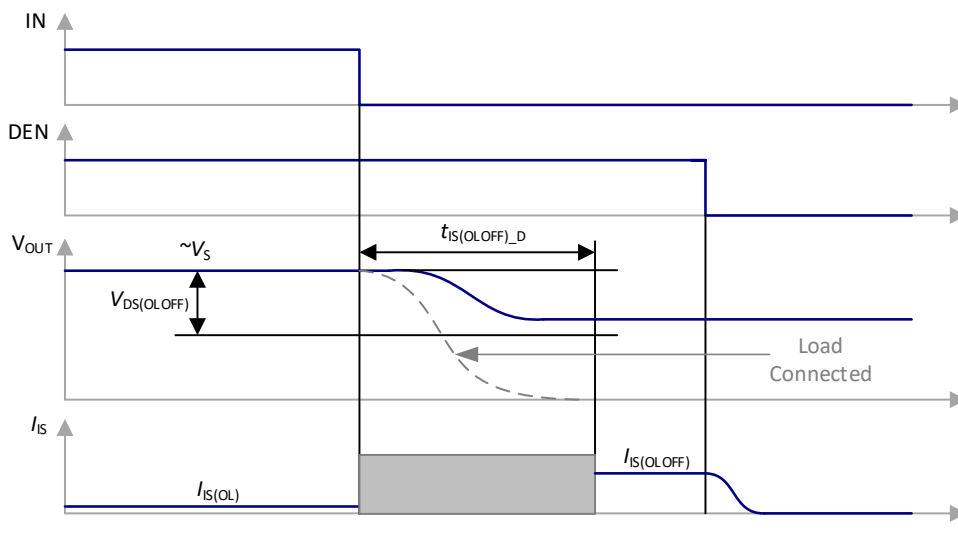 IN
DEN
VOUT
~VS
tIS(OLOFF)_D
VDS(OLOFF)
Load
Connected
IIS
IIS(OL)
IIS(OLOFF)